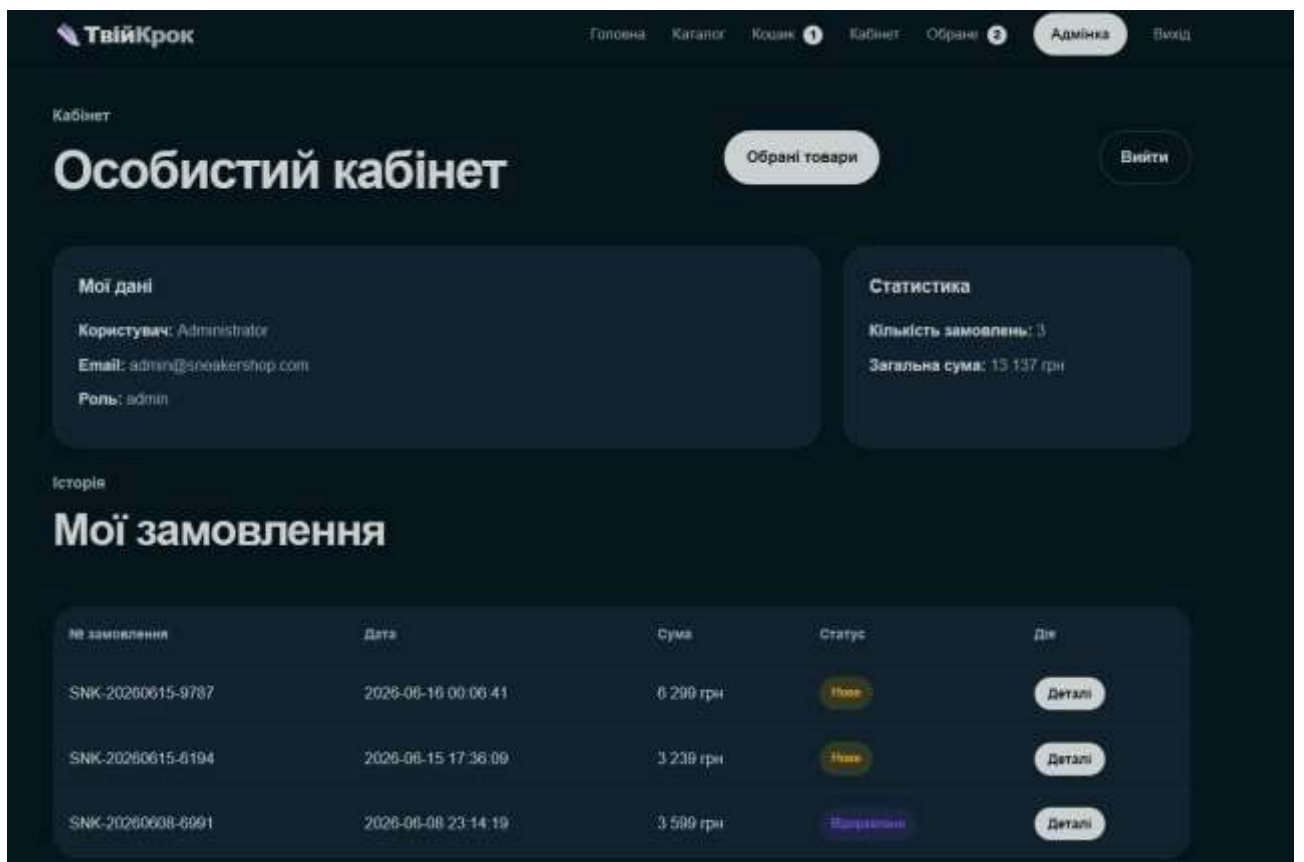 ТвійКрок Головна Каталог Кошик 1 Кабінет Обране 2 Адмінка Вихід
Кабінет
Особистий кабінет Обрані товари Вийти
Мої дані Статистика
Користувач: Administrator Кількість замовлень: 3
Email: admin@sneakershop.com Загальна сума: 13 137 грн
Роль: admin
Історія
Мої замовлення
№ замовлення Дата Сума Статус Дія
SNK-20260615-9787 2026-06-16 00:06:41 6 299 грн Нове Деталі
SNK-20260615-6194 2026-06-15 17:36:09 3 239 грн Нове Деталі
SNK-20260608-6991 2026-06-08 23:14:19 3 599 грн Відправлено Деталі